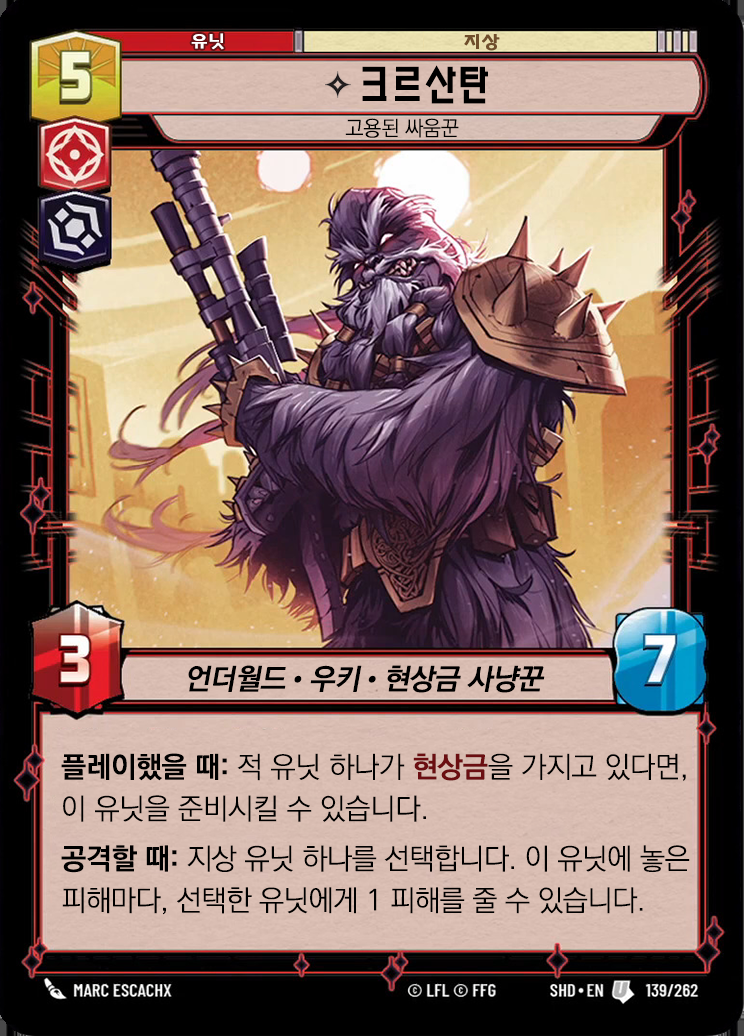 유닛
지상
5
크르산탄
고용된 싸움꾼
3
7
언더월드 • 우키 • 현상금 사냥꾼
플레이했을 때: 적 유닛 하나가 현상금을 가지고 있다면,
이 유닛을 준비시킬 수 있습니다.
공격할 때: 지상 유닛 하나를 선택합니다. 이 유닛에 놓은
피해마다, 선택한 유닛에게 1 피해를 줄 수 있습니다.
MARC ESCACHX
© LFL © FFG
SHD • EN
U
139/262